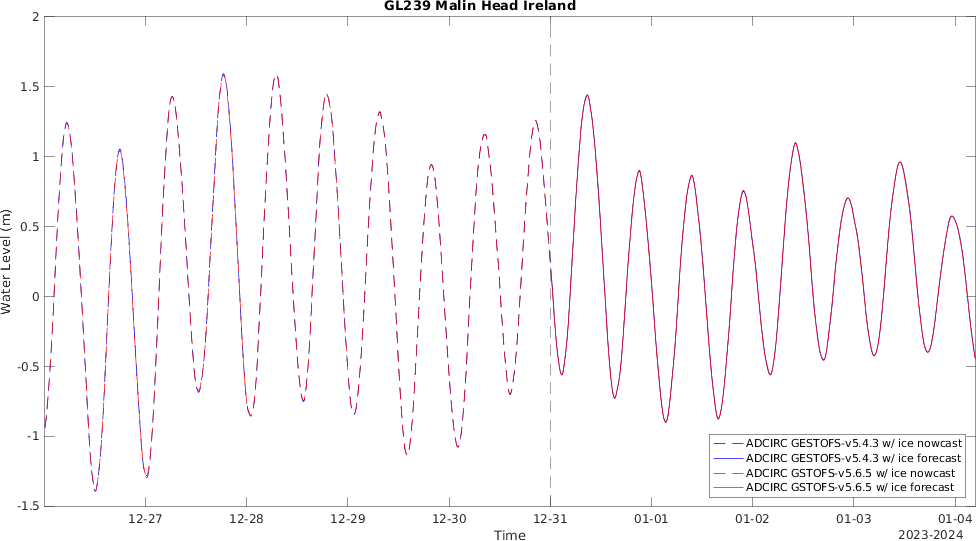 GL239 Malin Head Ireland
2
1.5
1
0.5
0
-0.5
-1
-1.5
Water Level (m)
ADCIRC GESTOFS-v5.4.3 w/ ice nowcast
ADCIRC GESTOFS-v5.4.3 w/ ice forecast
ADCIRC GSTOFS-v5.6.5 w/ ice nowcast
ADCIRC GSTOFS-v5.6.5 w/ ice forecast
12-27 12-28 12-29 12-30 12-31 01-01 01-02 01-03 01-04
Time
2023-2024